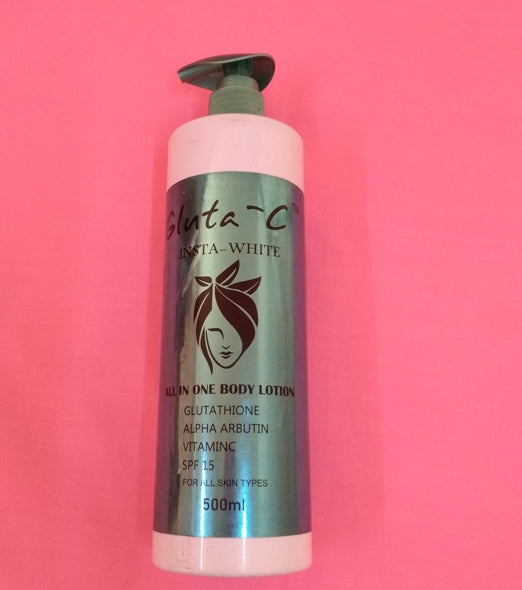 Gluta-C™
INSTA-WHITE
ALL IN ONE BODY LOTION
GLUTATHIONE
ALPHA ARBUTIN
VITAMINC
SPF 15
FOR ALL SKIN TYPES
500ml